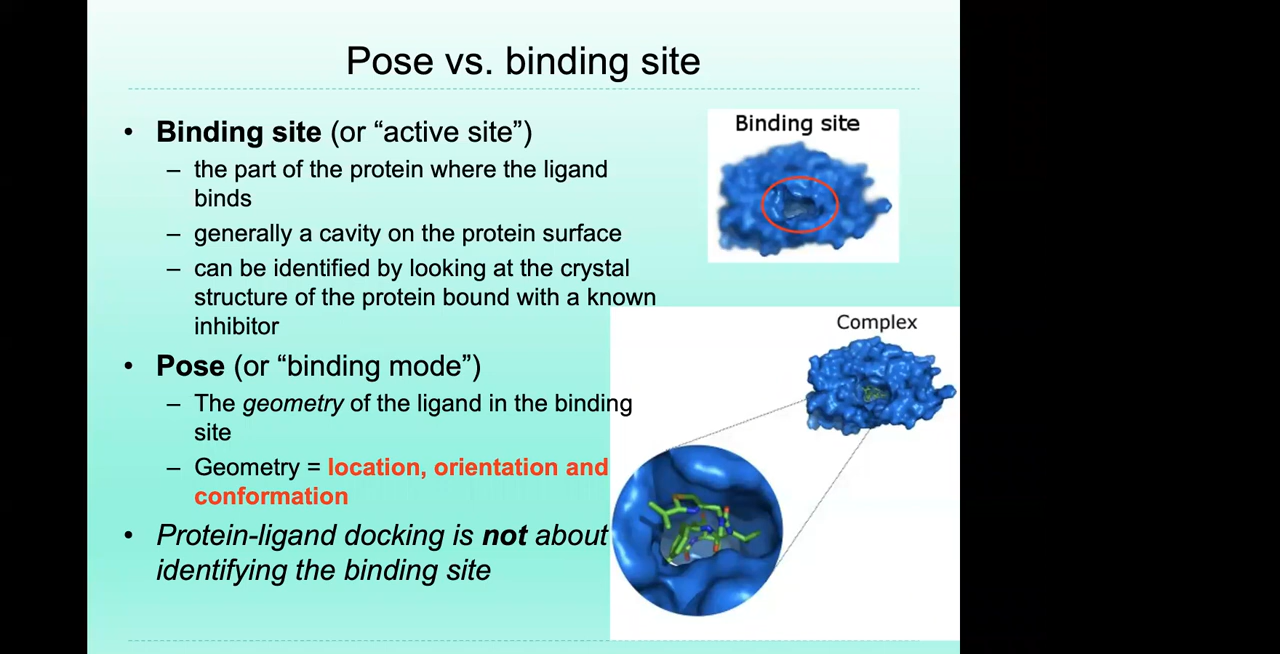 Pose vs. binding site
• Binding site (or “active site”)
– the part of the protein where the ligand
binds
– generally a cavity on the protein surface
– can be identified by looking at the crystal
structure of the protein bound with a known
inhibitor
• Pose (or “binding mode”)
– The geometry of the ligand in the binding
site
– Geometry = location, orientation and
conformation
• Protein-ligand docking is not about
identifying the binding site
Binding site
Complex